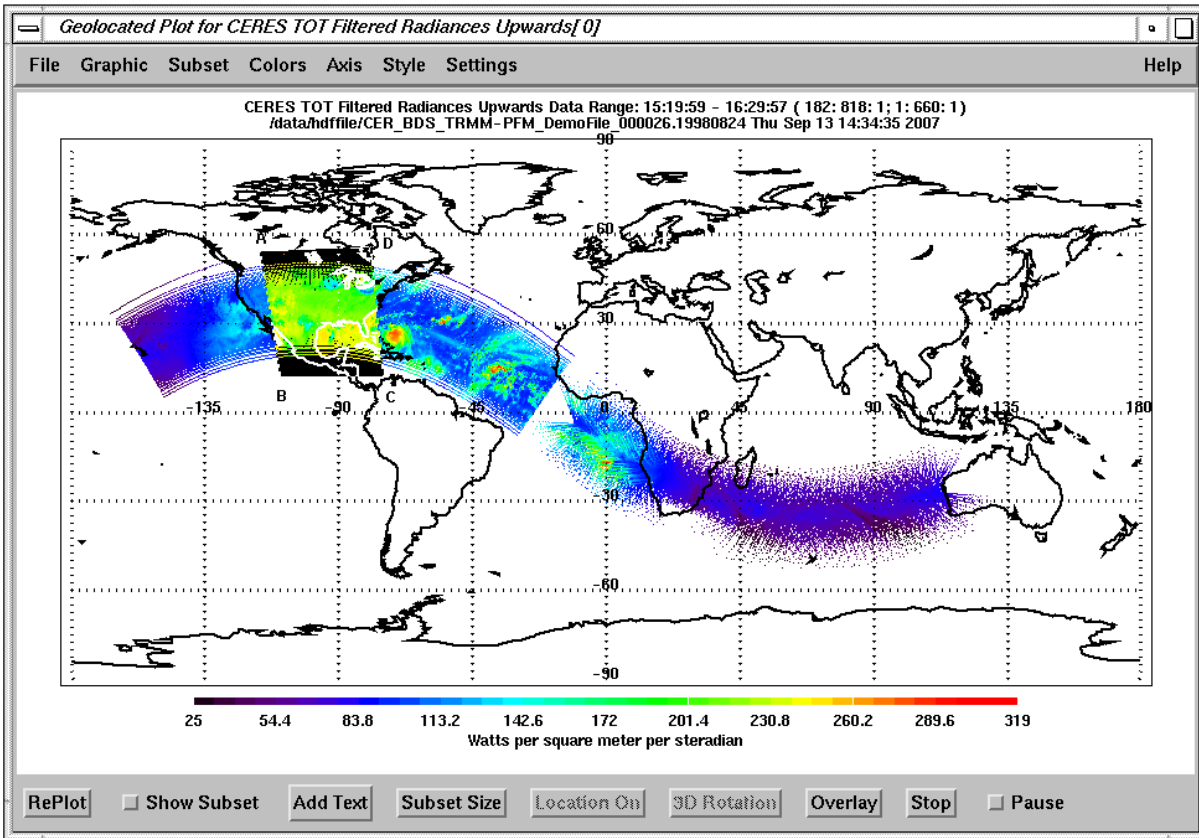 Geolocated Plot for CERES TOT Filtered Radiances Upwards[ 0]
File Graphic Subset Colors Axis Style Settings Help
CERES TOT Filtered Radiances Upwards Data Range: 15:19:59 - 16:29:57 ( 182: 818: 1; 1: 660: 1 )
/data/hdffile/CER_BDS_TRMM-PFM_DemoFile_000026.19980824 Thu Sep 13 14:34:35 2007
90
60
A D
30
B C
-135 -90 -45 0 45 90 135 180
-30
-60
-90
25 54.4 83.8 113.2 142.6 172 201.4 230.8 260.2 289.6 319
Watts per square meter per steradian
RePlot Show Subset Add Text Subset Size Location On 3D Rotation Overlay Stop Pause